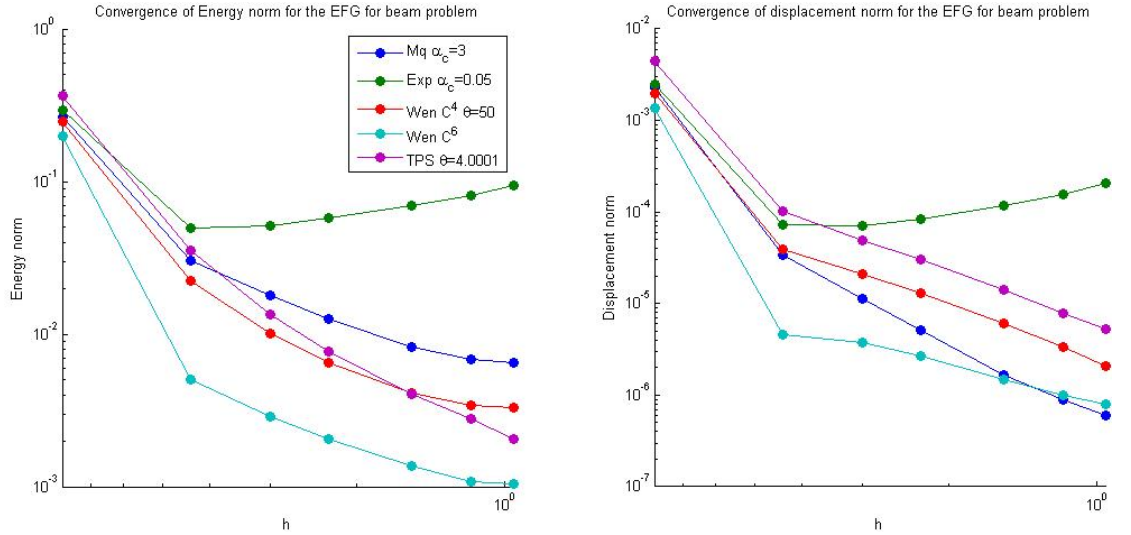 Convergence of Energy norm for the EFG for beam problem
10^0
10^-1
10^-2
10^-3
Energy norm
Mq α_c=3
Exp α_c=0.05
Wen C^4 θ=50
Wen C^6
TPS θ=4.0001
10^0
h
Convergence of displacement norm for the EFG for beam problem
10^-2
10^-3
10^-4
10^-5
10^-6
10^-7
Displacement norm
10^0
h